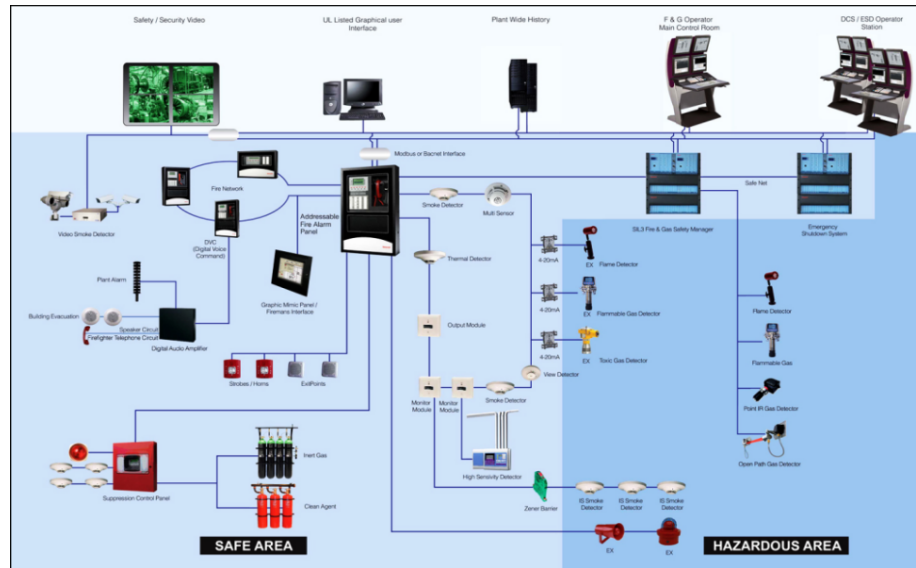 Safety / Security Video
UL Listed Graphical user
Interface
Plant Wide History
F & G Operator
Main Control Room
DCS / ESD Operator
Station
Modbus or Bacnet Interface
Fire Network
Video Smoke Detector
DVC
(Digital Voice
Command)
Addressable
Fire Alarm
Panel
Smoke Detector
Multi Sensor
Safe Net
SIL3 Fire & Gas Safety Manager
Emergency
Shutdown System
Plant Alarm
Graphic Mimic Panel /
Firemans Interface
Thermal Detector
4-20mA
EX
Flame Detector
Flame Detector
Building Evacuation
Speaker Circuit
Firefighter Telephone Circuit
Digital Audio Amplifier
Output Module
4-20mA
EX
Flammable Gas Detector
Flammable Gas
4-20mA
EX
Toxic Gas Detector
View Detector
Strobes / Horns
ExitPoints
Monitor
Module
Monitor
Module
Smoke Detector
Point IR Gas Detector
Open Path Gas Detector
Inert Gas
High Sensivity Detector
Suppression Control Panel
Clean Agent
Zener Barrier
IS Smoke
Detector
IS Smoke
Detector
IS Smoke
Detector
EX
EX
SAFE AREA
HAZARDOUS AREA